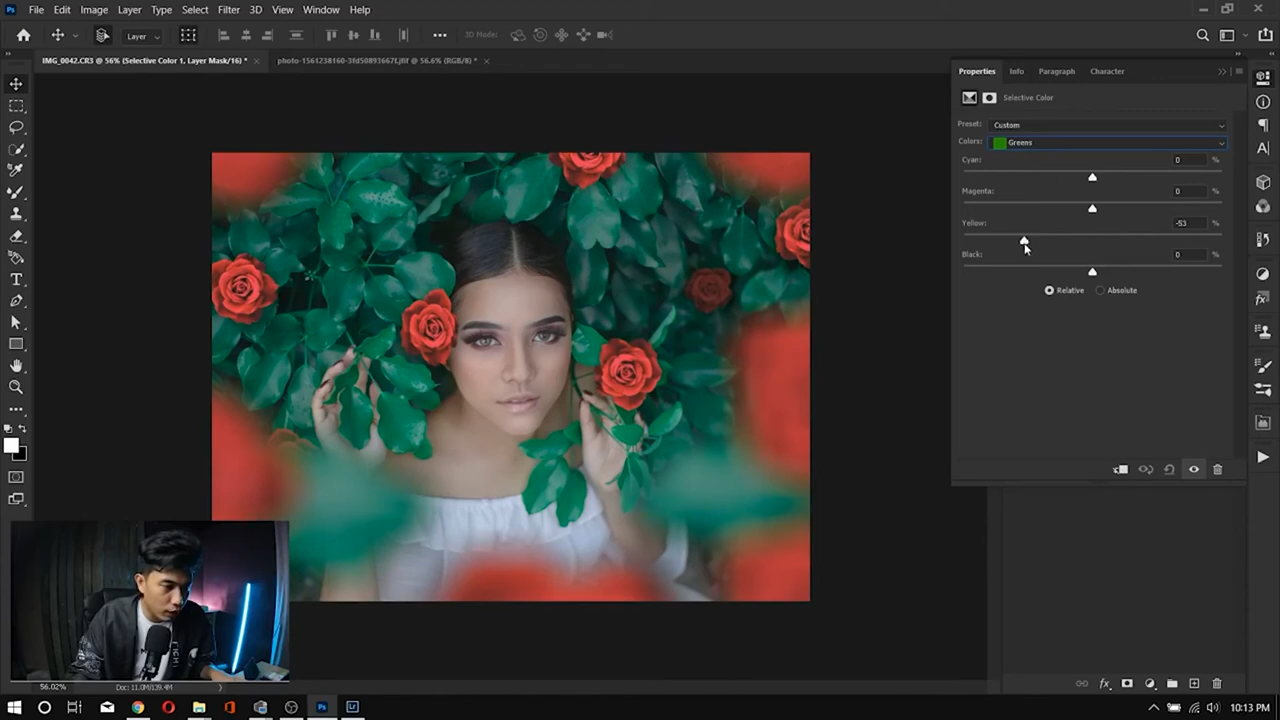 Ps File Edit Image Layer Type Select Filter 3D View Window Help
Layer 3D Mode:
IMG_0042.CR3 @ 56% (Selective Color 1, Layer Mask/16) * photo-1561238160-3fd50893667f.jfif @ 56.6% (RGB/8) *
Properties Info Paragraph Character
Selective Color
Preset: Custom
Colors: Greens
Cyan: 0 %
Magenta: 0 %
Yellow: -53 %
Black: 0 %
Relative Absolute
56.02% Doc: 11.0M/139.4M
10:13 PM